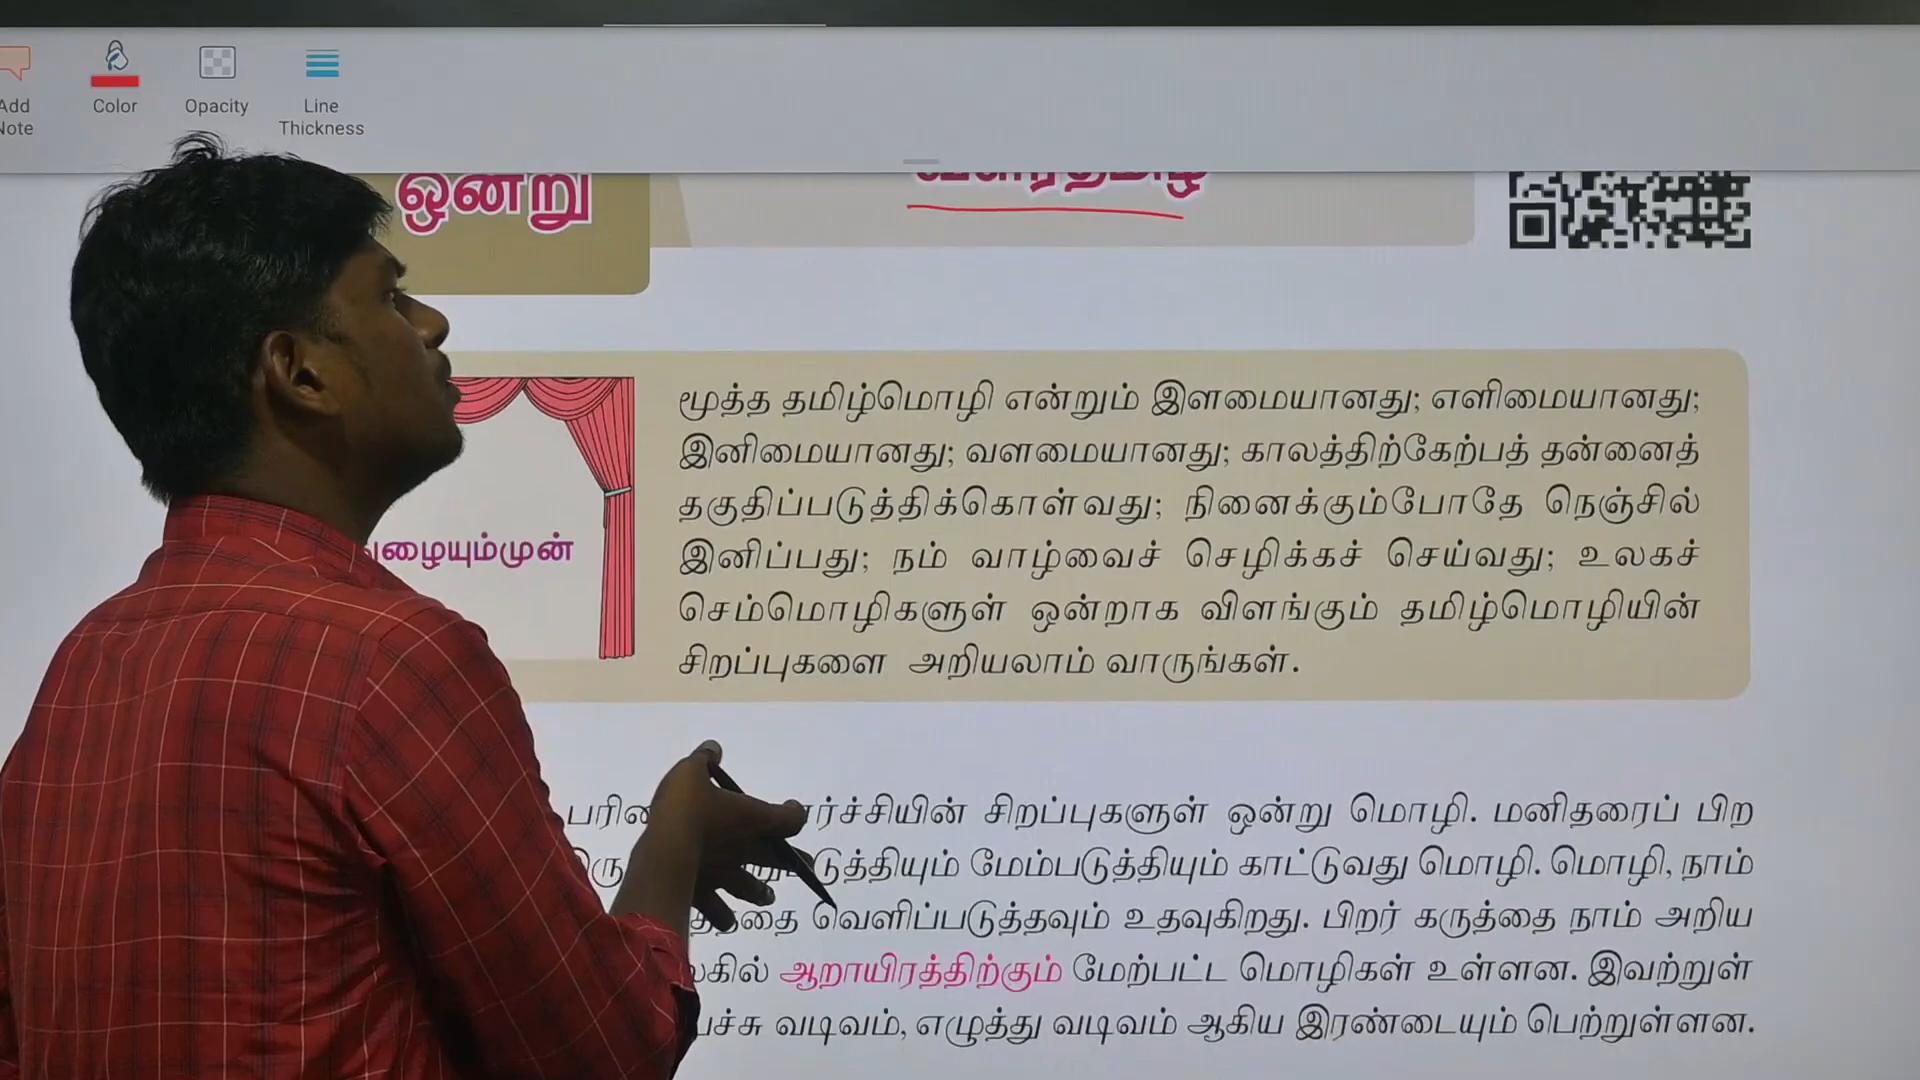 Add
Note
Color
Opacity
Line
Thickness
ஒன்று
வளர்தமிழ்
மூத்த தமிழ்மொழி என்றும் இளமையானது; எளிமையானது;
இனிமையானது; வளமையானது; காலத்திற்கேற்பத் தன்னைத்
தகுதிப்படுத்திக்கொள்வது; நினைக்கும்போதே நெஞ்சில்
இனிப்பது; நம் வாழ்வைச் செழிக்கச் செய்வது; உலகச்
செம்மொழிகளுள் ஒன்றாக விளங்கும் தமிழ்மொழியின்
சிறப்புகளை அறியலாம் வாருங்கள்.
சிறப்புகளுள் ஒன்று மொழி. மனிதரைப் பிற
மேம்படுத்தியும் காட்டுவது மொழி. மொழி, நாம்
வெளிப்படுத்தவும் உதவுகிறது. பிறர் கருத்தை நாம் அறிய
ஆறாயிரத்திற்கும் மேற்பட்ட மொழிகள் உள்ளன. இவற்றுள்
வடிவம், எழுத்து வடிவம் ஆகிய இரண்டையும் பெற்றுள்ளன.